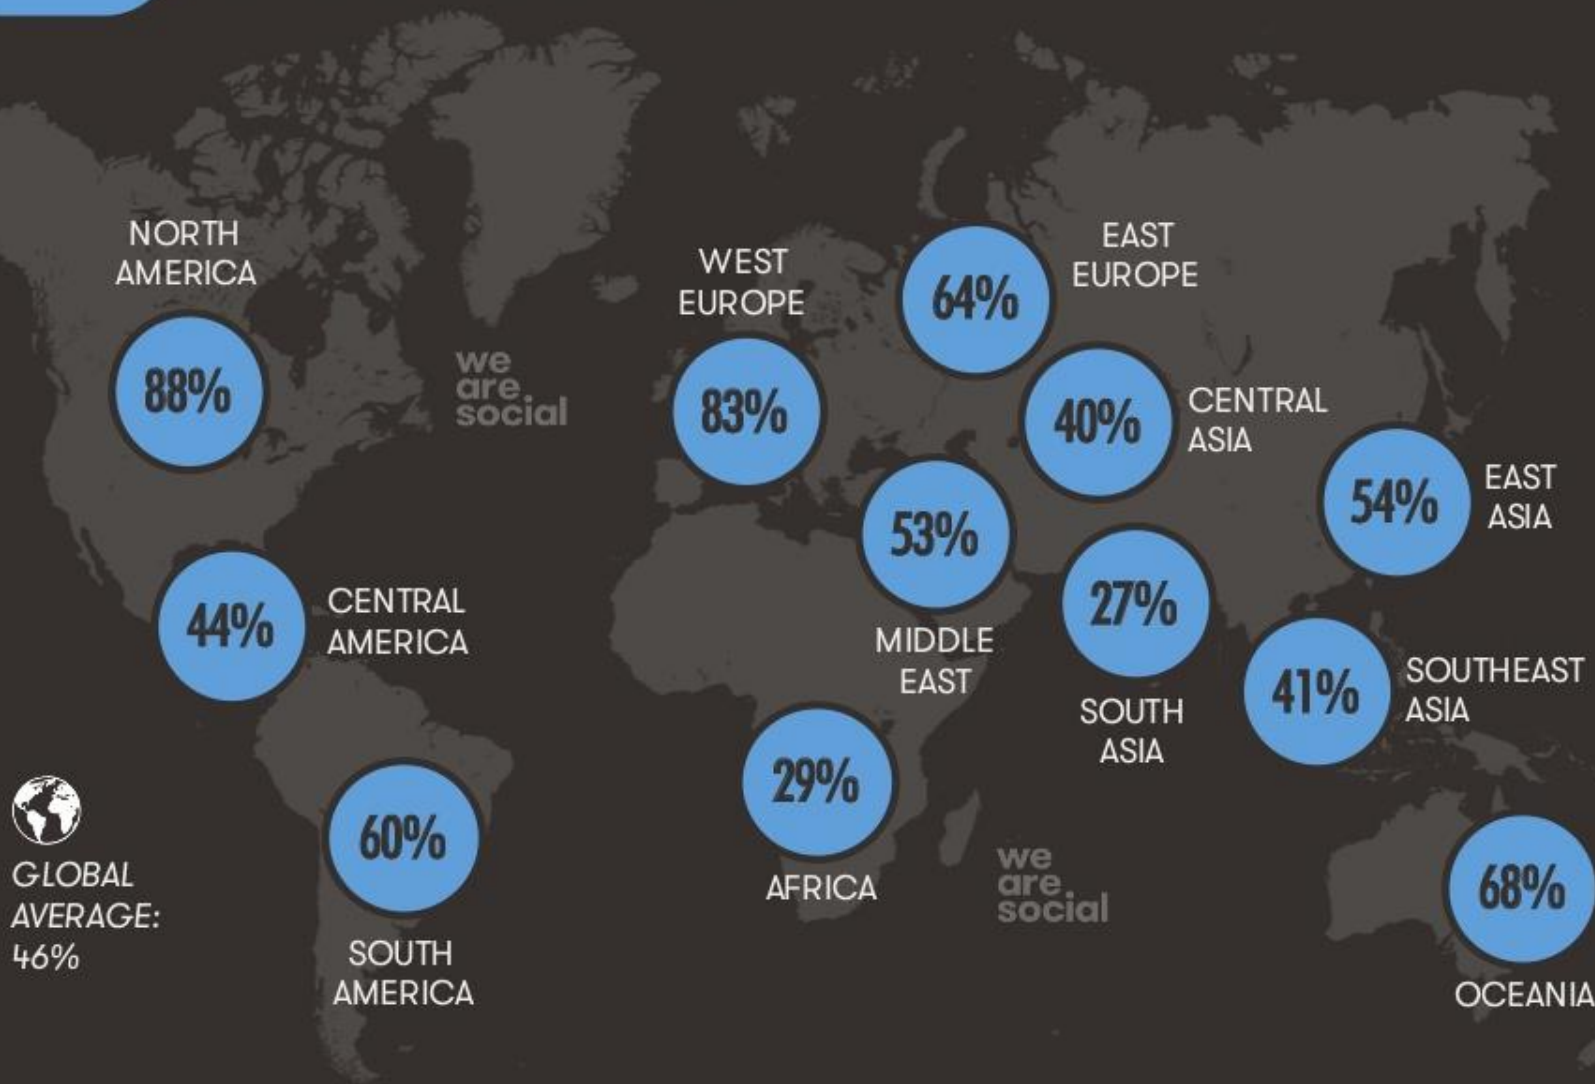 NORTH
AMERICA
88%
we
are.
social
WEST
EUROPE
83%
64%
EAST
EUROPE
40%
CENTRAL
ASIA
54%
EAST
ASIA
53%
MIDDLE
EAST
27%
SOUTH
ASIA
44%
CENTRAL
AMERICA
41%
SOUTHEAST
ASIA
29%
AFRICA
60%
SOUTH
AMERICA
we
are.
social
68%
OCEANIA
GLOBAL
AVERAGE:
46%